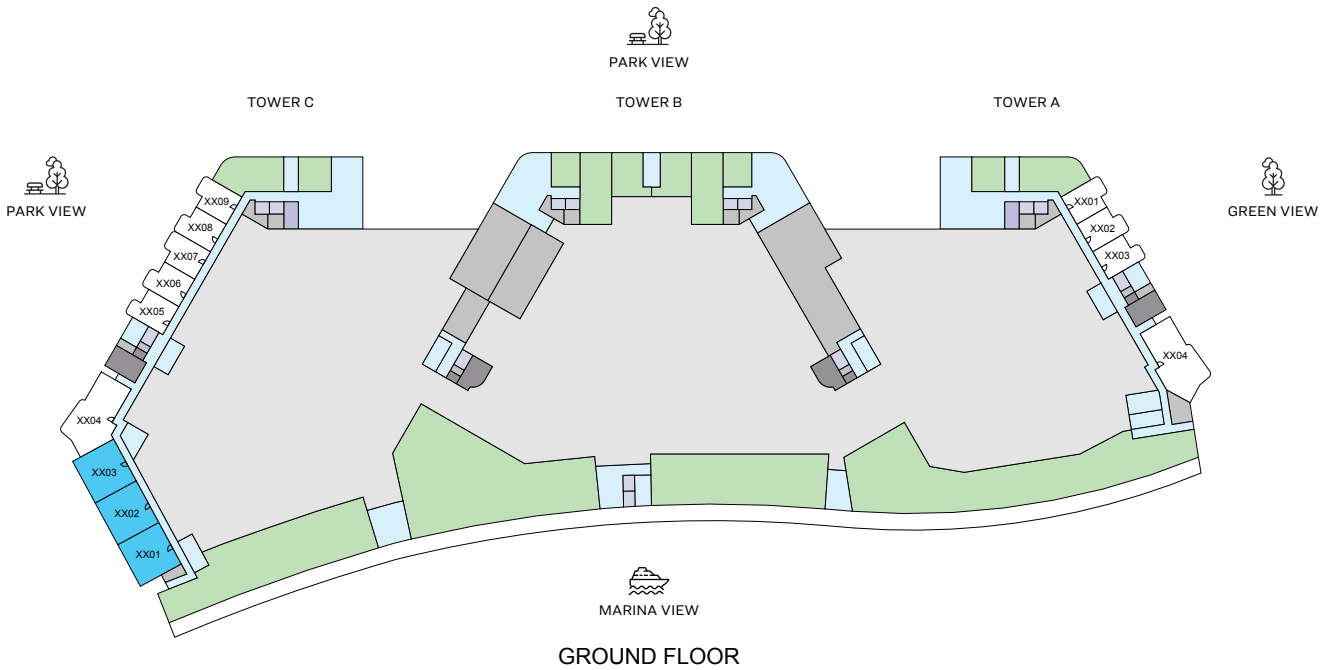 PARK VIEW
TOWER C
TOWER B
TOWER A
PARK VIEW
GREEN VIEW
XX09
XX08
XX07
XX06
XX05
XX04
XX03
XX02
XX01
XX01
XX02
XX03
XX04
MARINA VIEW
GROUND FLOOR